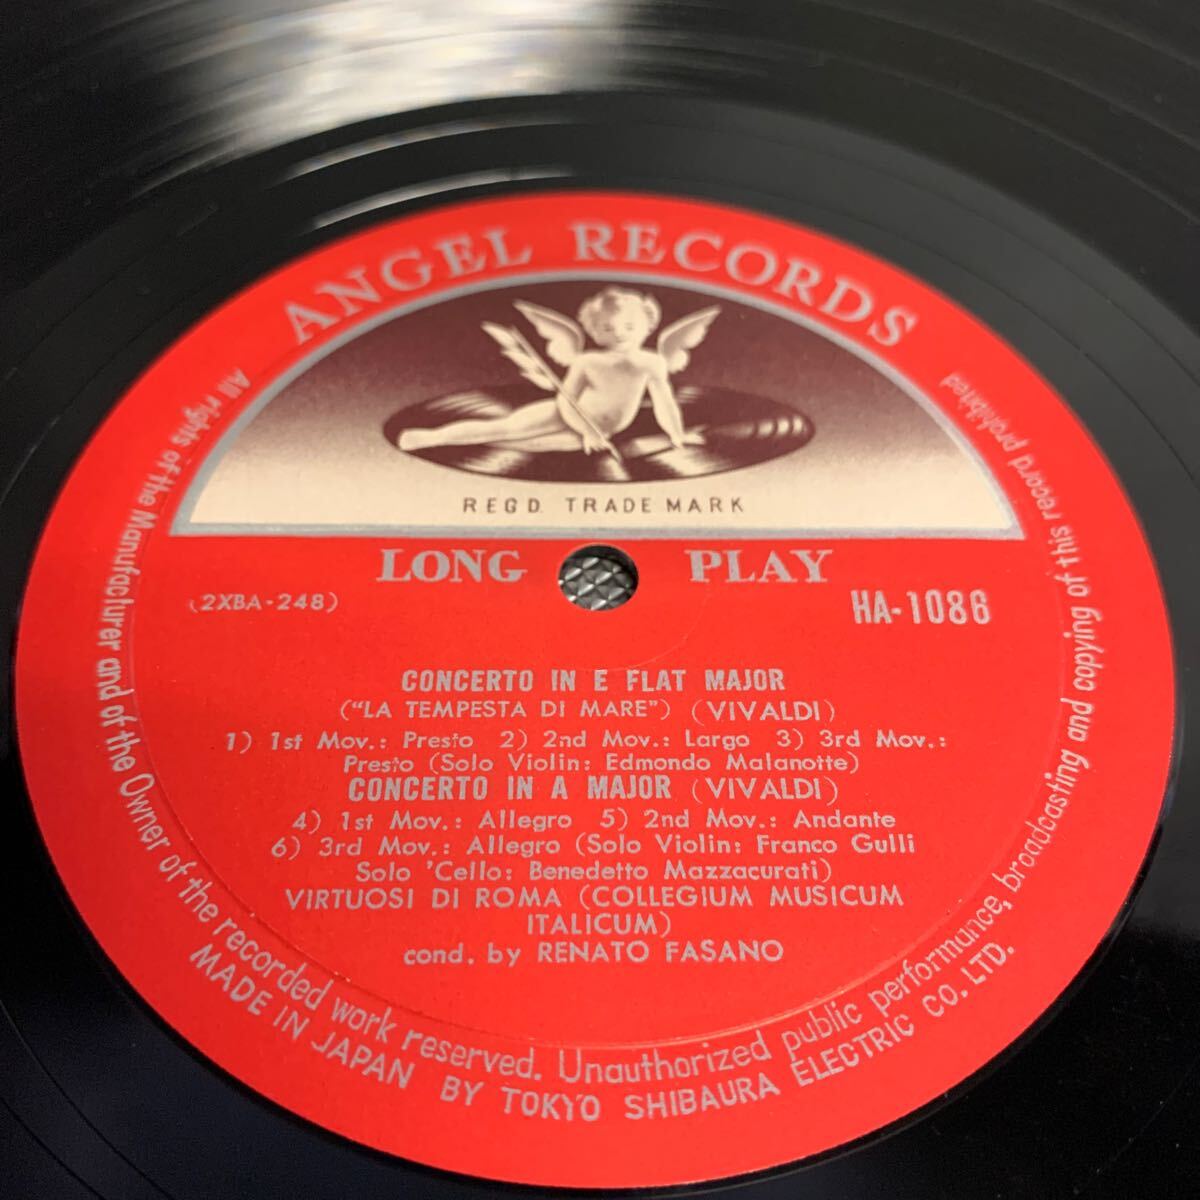 ANGEL RECORDS
REGD. TRADE MARK
LONG PLAY
(2XBA-248)
HA-1086
CONCERTO IN E FLAT MAJOR
("LA TEMPESTA DI MARE") (VIVALDI)
1) 1st Mov.: Presto 2) 2nd Mov.: Largo 3) 3rd Mov.:
Presto (Solo Violin: Edmondo Malanotte)
CONCERTO IN A MAJOR (VIVALDI)
4) 1st Mov.: Allegro 5) 2nd Mov.: Andante
6) 3rd Mov.: Allegro (Solo Violin: Franco Gulli
Solo 'Cello: Benedetto Mazzacurati)
VIRTUOSI DI ROMA (COLLEGIUM MUSICUM
ITALICUM)
cond. by RENATO FASANO
All rights of the Manufacturer and of the Owner of the recorded work reserved. Unauthorized public performance, broadcasting and copying of this record prohibited
MADE IN JAPAN BY TOKYO SHIBAURA ELECTRIC CO. LTD.